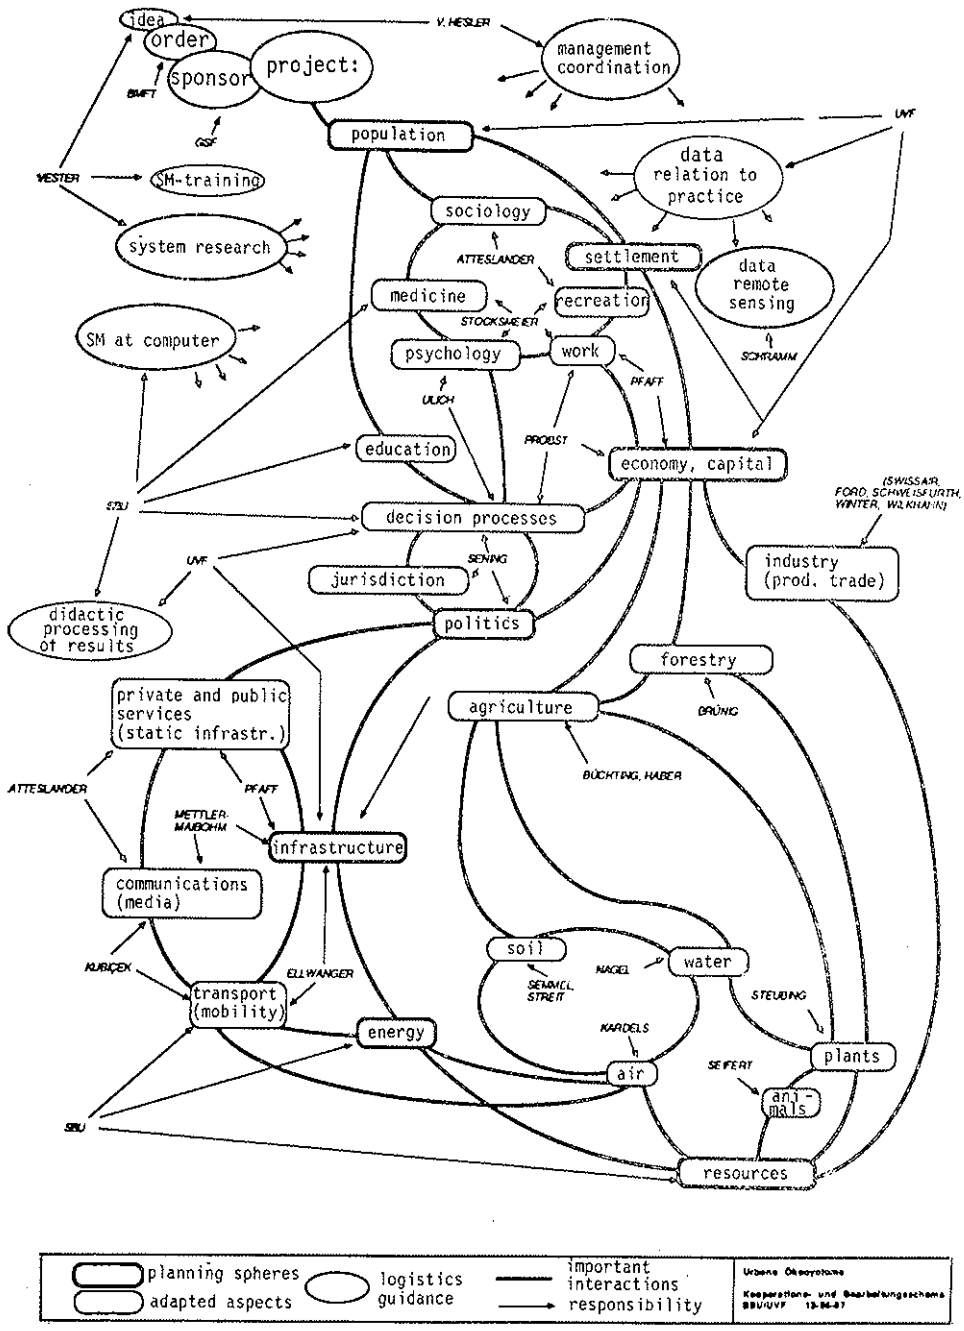 idea
order
sponsor
project:
V. HESLER
management
coordination
BMFT
GSF
population
UVF
VESTER
SM-training
data
relation to
practice
sociology
system research
ATTESLANDER
settlement
data
remote
sensing
medicine
recreation
STOCKSMEIER
SM at computer
psychology
work
SCHRAMM
ULICH
PFAFF
PROBST
education
economy, capital
(SWISSAIR,
FORD, SCHWEISFURTH,
WINTER, WILKHAHN)
SBU
decision processes
UVF
SENING
jurisdiction
industry
(prod. trade)
didactic
processing
of results
politics
forestry
private and public
services
(static infrastr.)
agriculture
BRÜNIG
ATTESLANDER
PFAFF
BÜCHTING, HABER
METTLER-
MAIBOHM
infrastructure
communications
(media)
soil
water
KUBIÇEK
ELLWANGER
NAGEL
SEMMEL,
STREIT
STEUBING
transport
(mobility)
energy
KARDELS
plants
air
SEIFERT
ani-
mals
SBU
resources
planning spheres
adapted aspects
logistics
guidance
important
interactions
responsibility
Urbane Ökosysteme
Kooperations- und Bearbeitungsschema